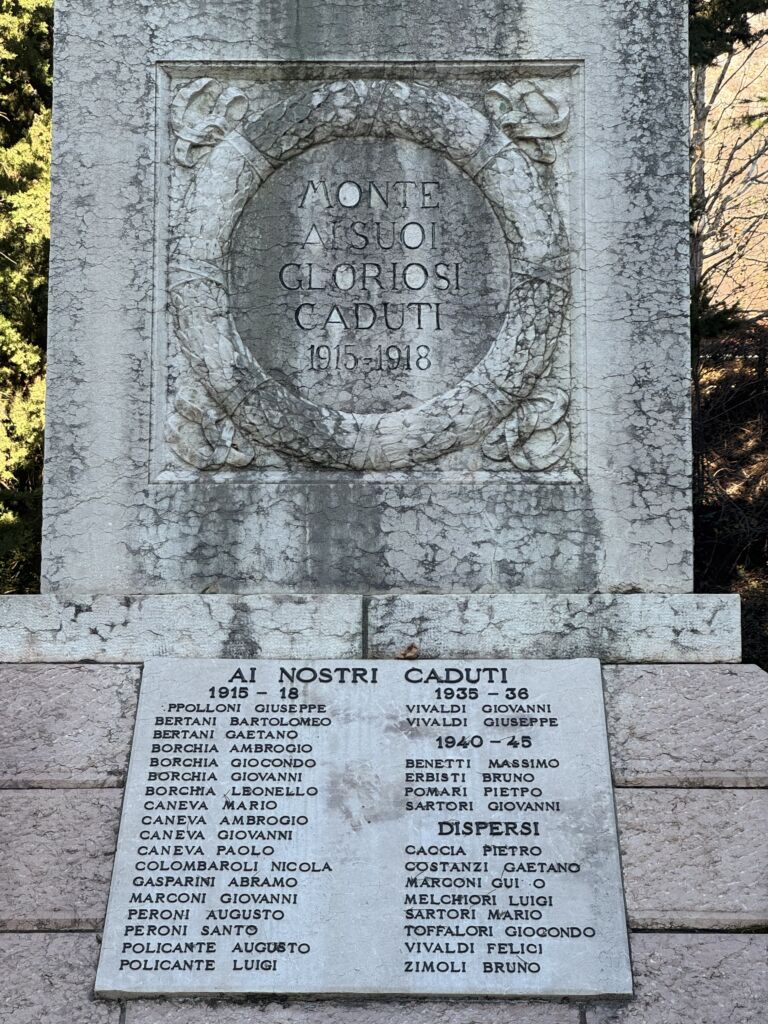 MONTE
AI SUOI
GLORIOSI
CADUTI
1915-1918
AI NOSTRI CADUTI
1915 - 18
PPOLLONI GIUSEPPE
BERTANI BARTOLOMEO
BERTANI GAETANO
BORCHIA AMBROGIO
BORCHIA GIOCONDO
BORCHIA GIOVANNI
BORCHIA LEONELLO
CANEVA MARIO
CANEVA AMBROGIO
CANEVA GIOVANNI
CANEVA PAOLO
COLOMBAROLI NICOLA
GASPARINI ABRAMO
MARCONI GIOVANNI
PERONI AUGUSTO
PERONI SANTO
POLICANTE AUGUSTO
POLICANTE LUIGI
1935 - 36
VIVALDI GIOVANNI
VIVALDI GIUSEPPE
1940 - 45
BENETTI MASSIMO
ERBISTI BRUNO
POMARI PIETPO
SARTORI GIOVANNI
DISPERSI
CACCIA PIETRO
COSTANZI GAETANO
MARCONI GUI O
MELCHIORI LUIGI
SARTORI MARIO
TOFFALORI GIOCONDO
VIVALDI FELICI
ZIMOLI BRUNO